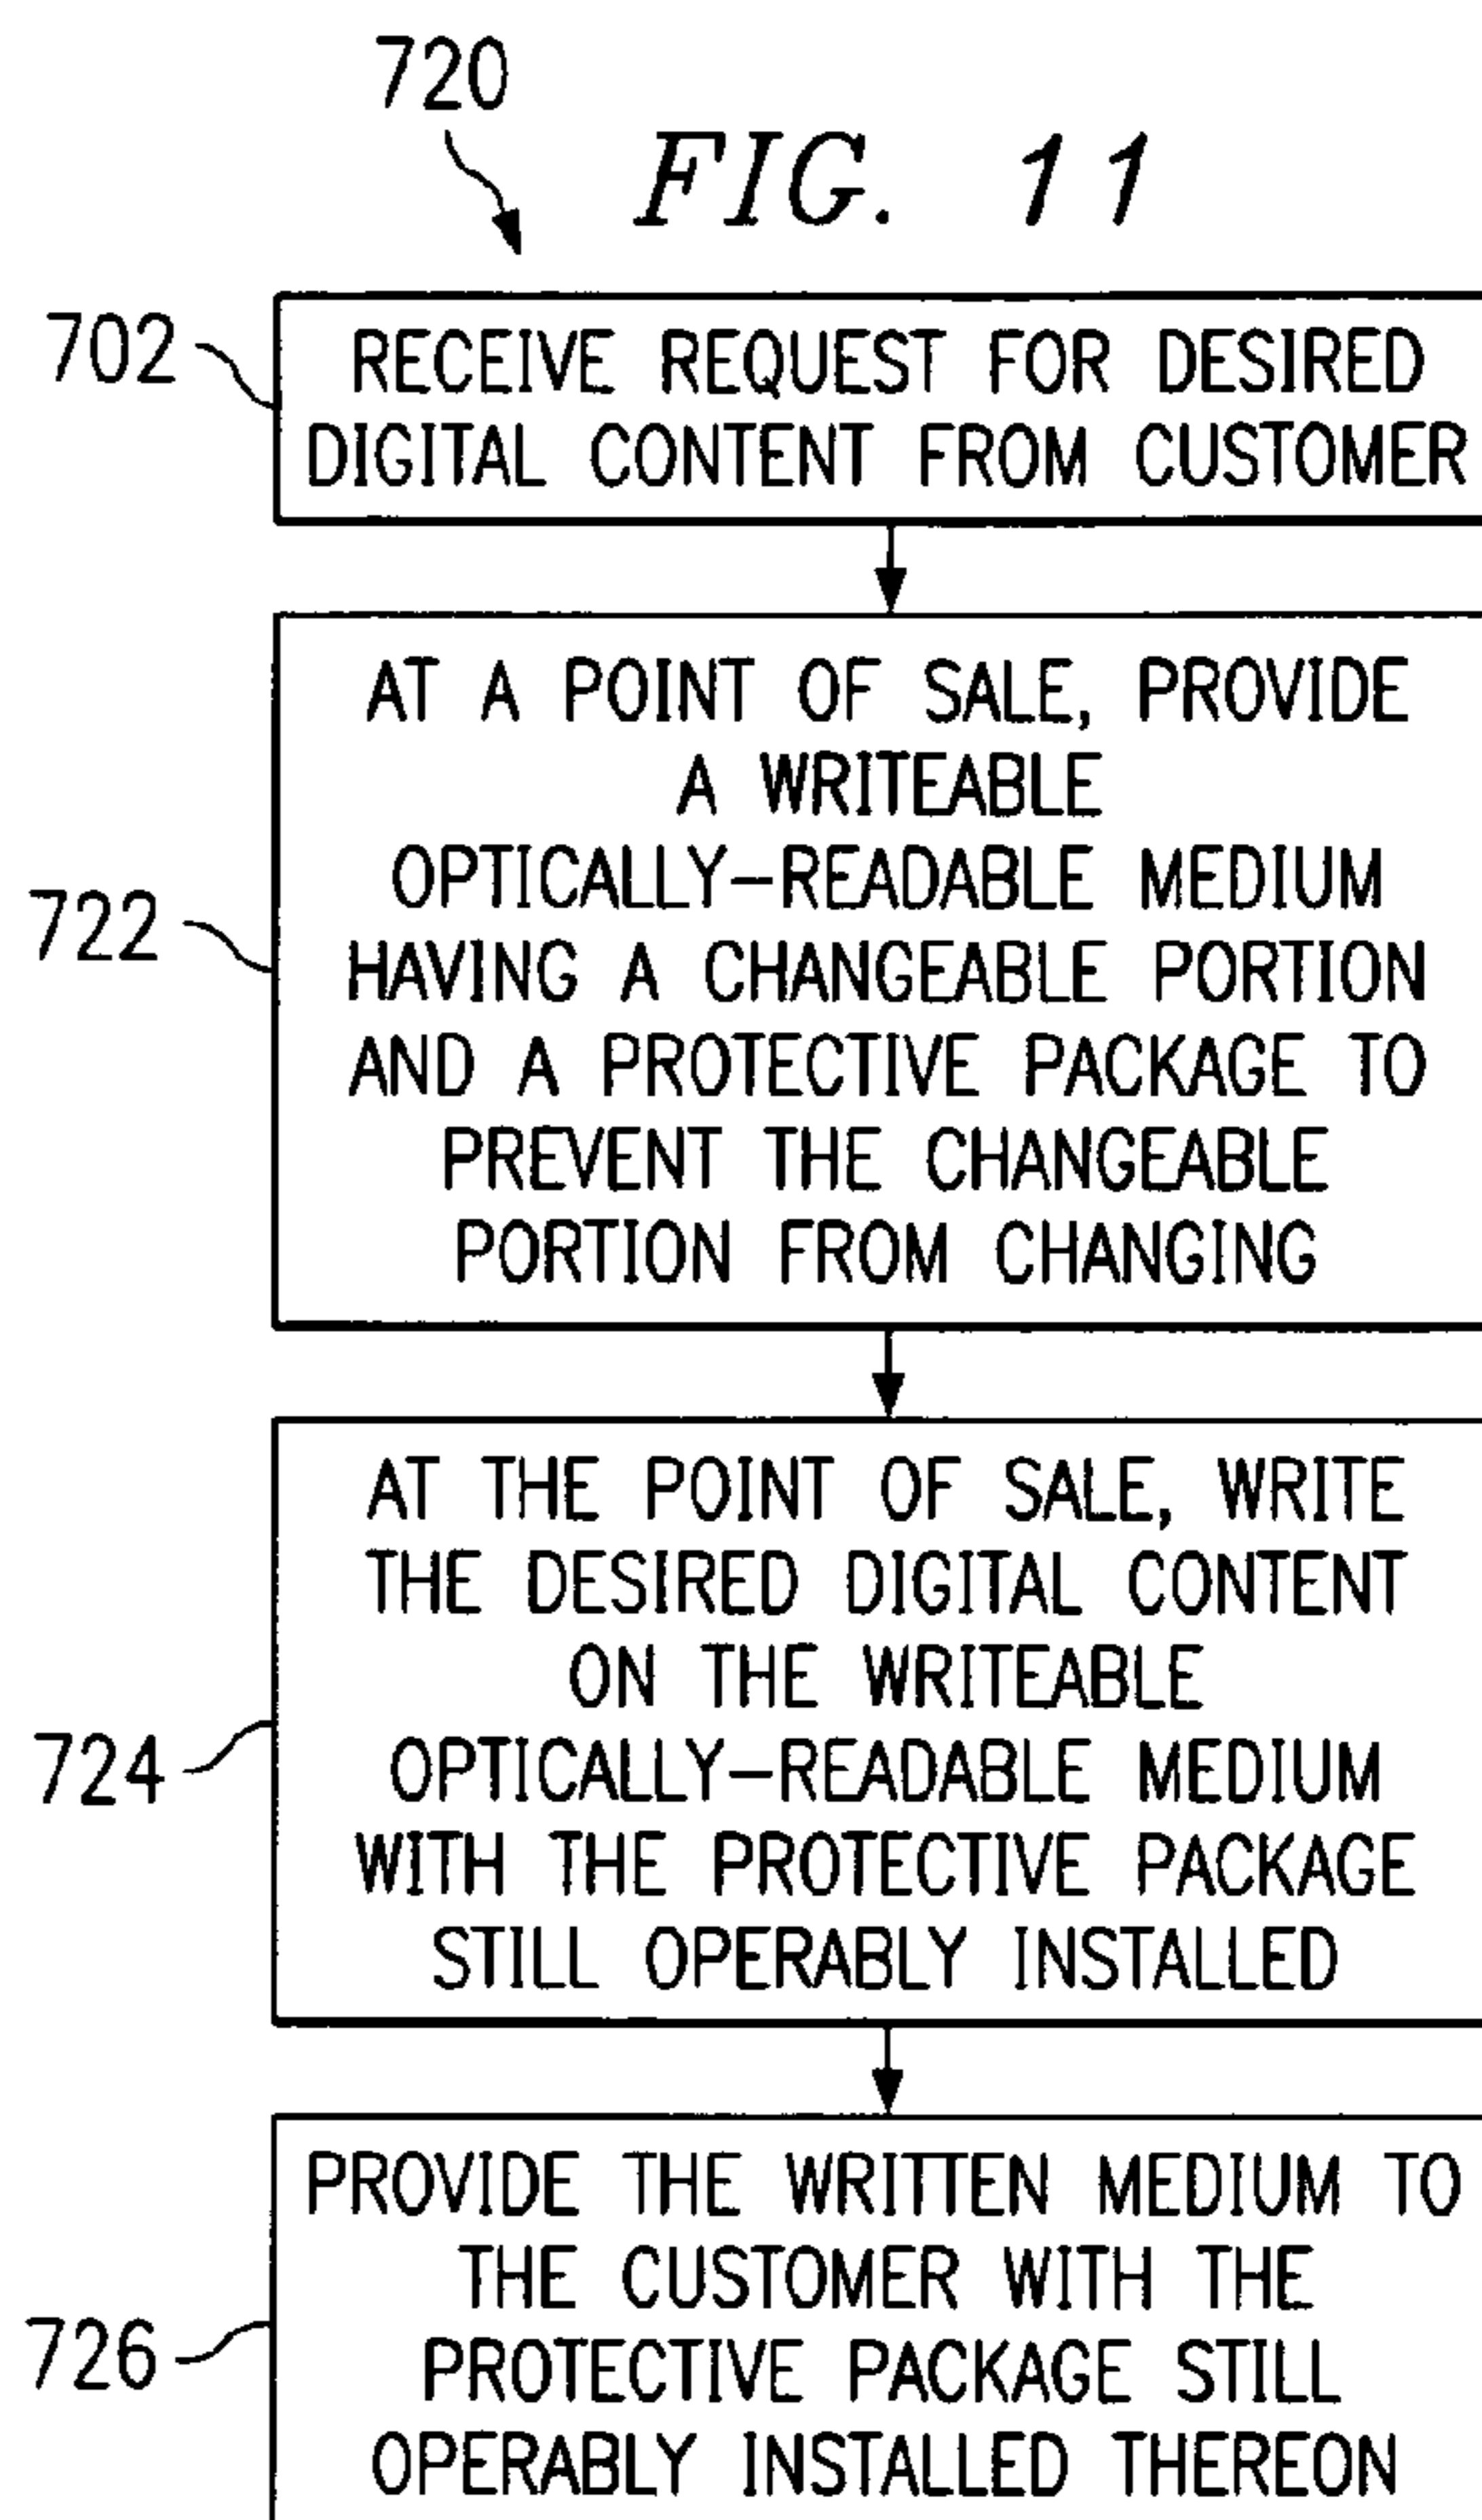 720
FIG. 11
702
RECEIVE REQUEST FOR DESIRED
DIGITAL CONTENT FROM CUSTOMER
722
AT A POINT OF SALE, PROVIDE
A WRITEABLE
OPTICALLY-READABLE MEDIUM
HAVING A CHANGEABLE PORTION
AND A PROTECTIVE PACKAGE TO
PREVENT THE CHANGEABLE
PORTION FROM CHANGING
724
AT THE POINT OF SALE, WRITE
THE DESIRED DIGITAL CONTENT
ON THE WRITEABLE
OPTICALLY-READABLE MEDIUM
WITH THE PROTECTIVE PACKAGE
STILL OPERABLY INSTALLED
726
PROVIDE THE WRITTEN MEDIUM TO
THE CUSTOMER WITH THE
PROTECTIVE PACKAGE STILL
OPERABLY INSTALLED THEREON